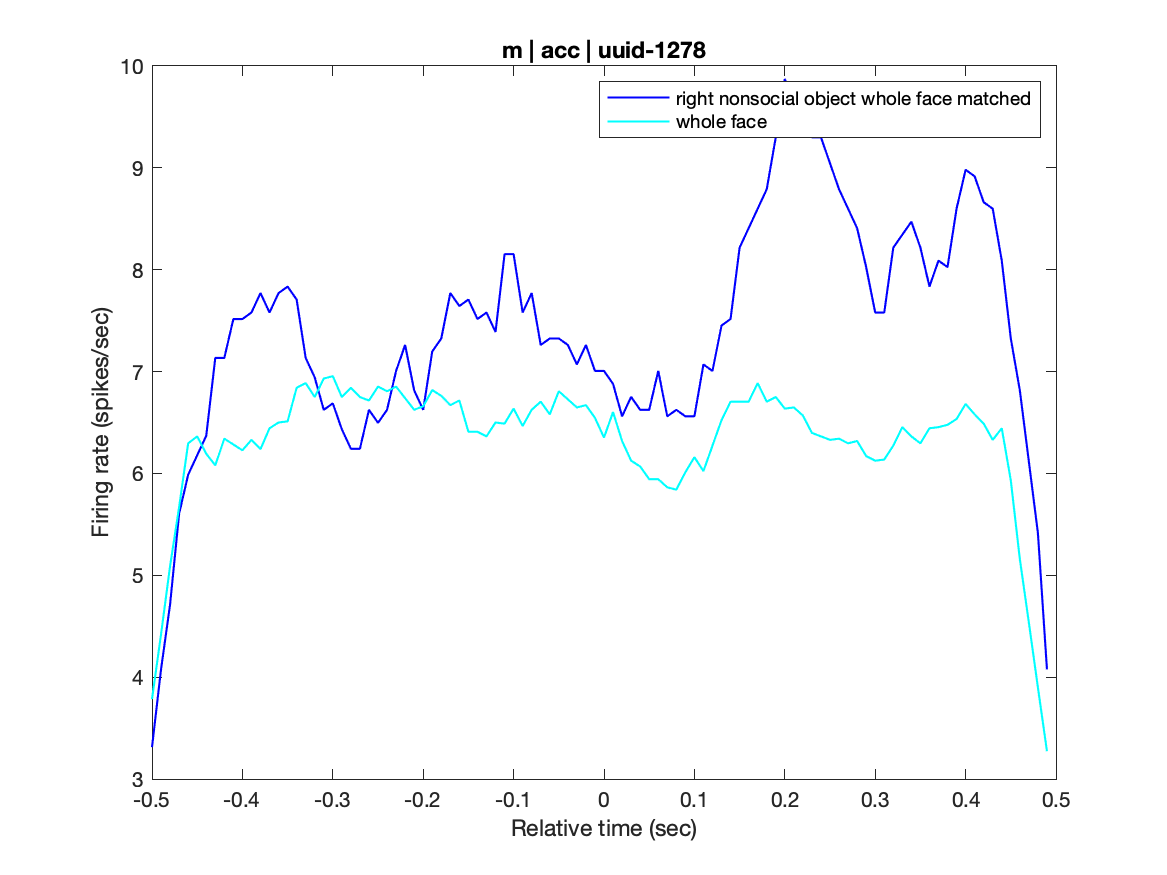 m | acc | uuid-1278
right nonsocial object whole face matched
whole face
10
9
8
7
6
5
4
3
Firing rate (spikes/sec)
-0.5 -0.4 -0.3 -0.2 -0.1 0 0.1 0.2 0.3 0.4 0.5
Relative time (sec)